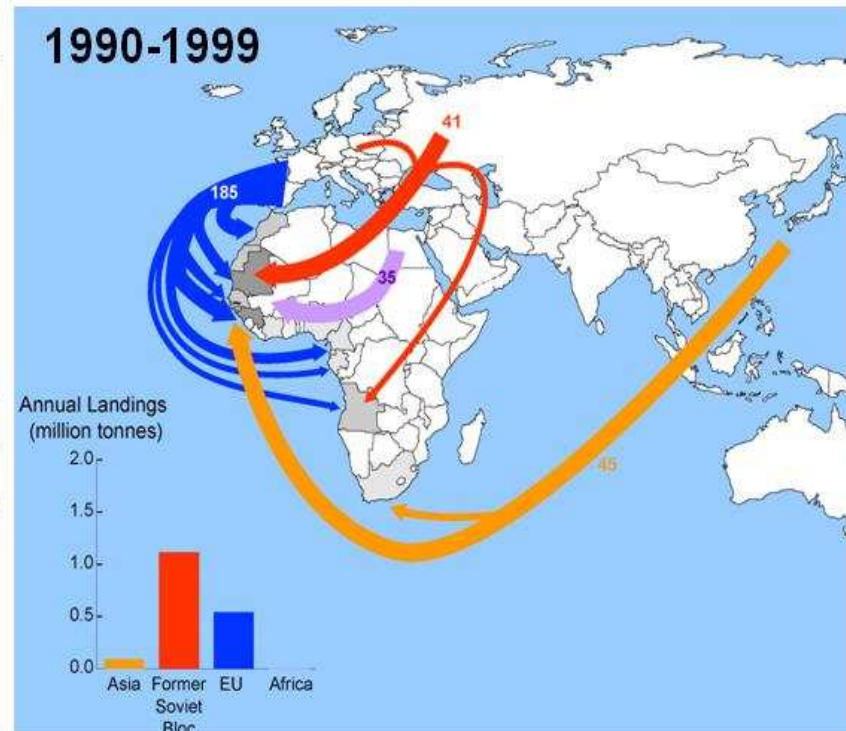 1990-1999
41
185
35
45
Annual Landings
(million tonnes)
2.0
1.5
1.0
0.5
0.0
Asia Former EU Africa
Soviet
Bloc